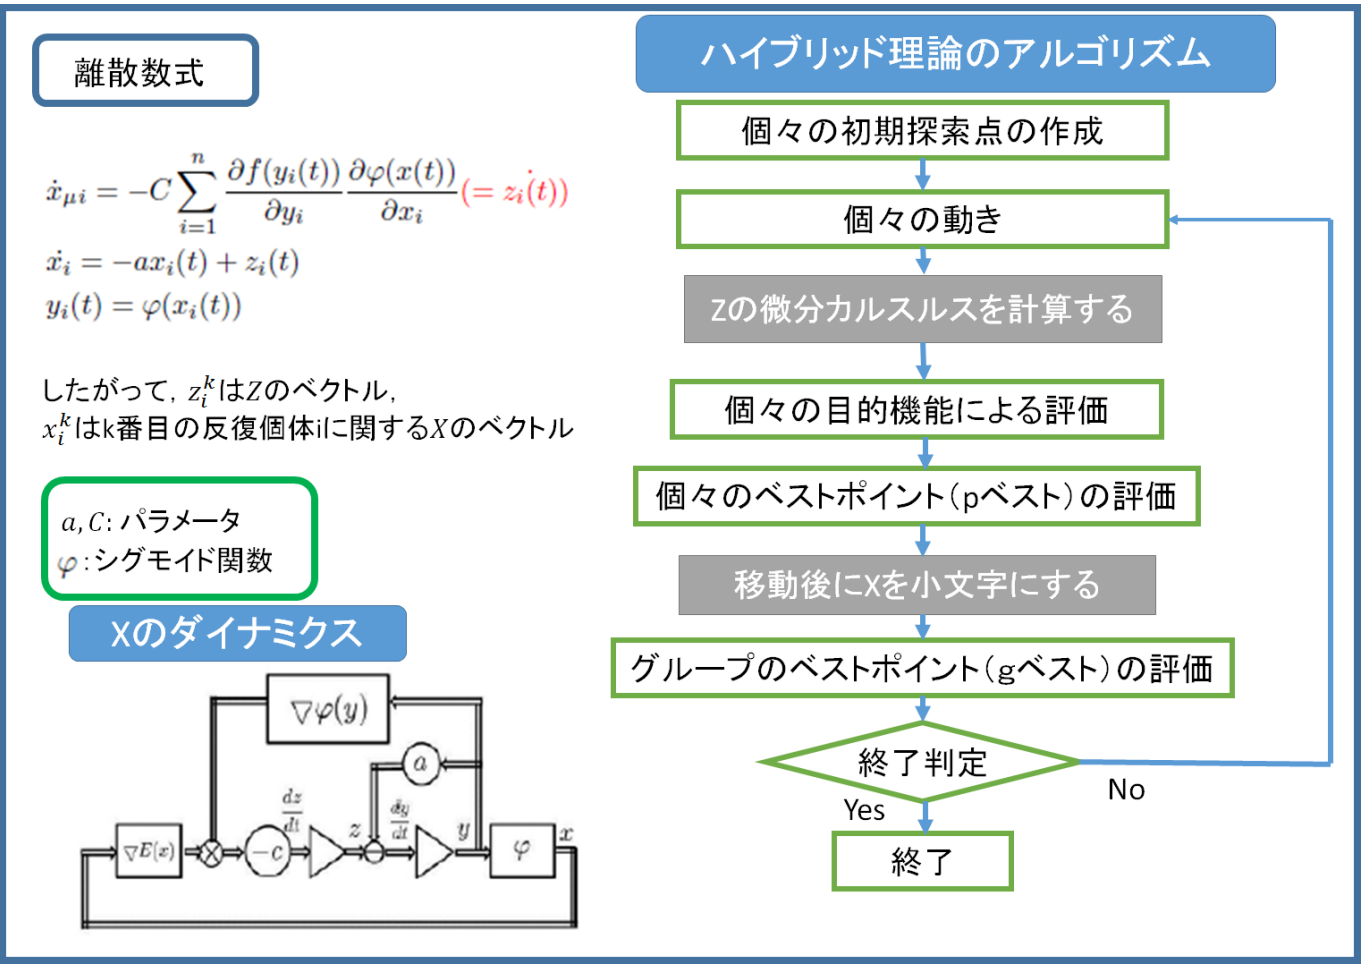 離散数式
ẋ_{μi} = −C ∑_{i=1}^{n} ∂f(y_i(t))/∂y_i ∂φ(x(t))/∂x_i (= ż_i(t))
ẋ_i = −ax_i(t) + z_i(t)
y_i(t) = φ(x_i(t))
したがって, z_i^kはZのベクトル,
x_i^kはk番目の反復個体iに関するXのベクトル
a, C: パラメータ
φ:シグモイド関数
Xのダイナミクス
▽φ(y)
a
dz/dt
z
dy/dt
y
x
▽E(x)
−c
φ
ハイブリッド理論のアルゴリズム
個々の初期探索点の作成
個々の動き
Zの微分カルスルスを計算する
個々の目的機能による評価
個々のベストポイント(pベスト)の評価
移動後にXを小文字にする
グループのベストポイント(gベスト)の評価
終了判定
No
Yes
終了